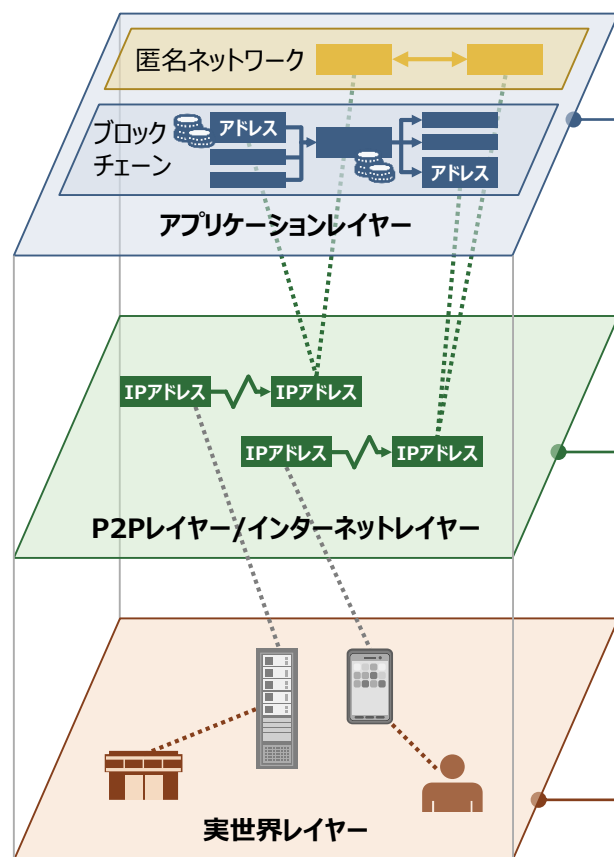 匿名ネットワーク
ブロック
チェーン
アドレス
アドレス
アプリケーションレイヤー
IPアドレス
IPアドレス
IPアドレス
IPアドレス
P2Pレイヤー/インターネットレイヤー
実世界レイヤー